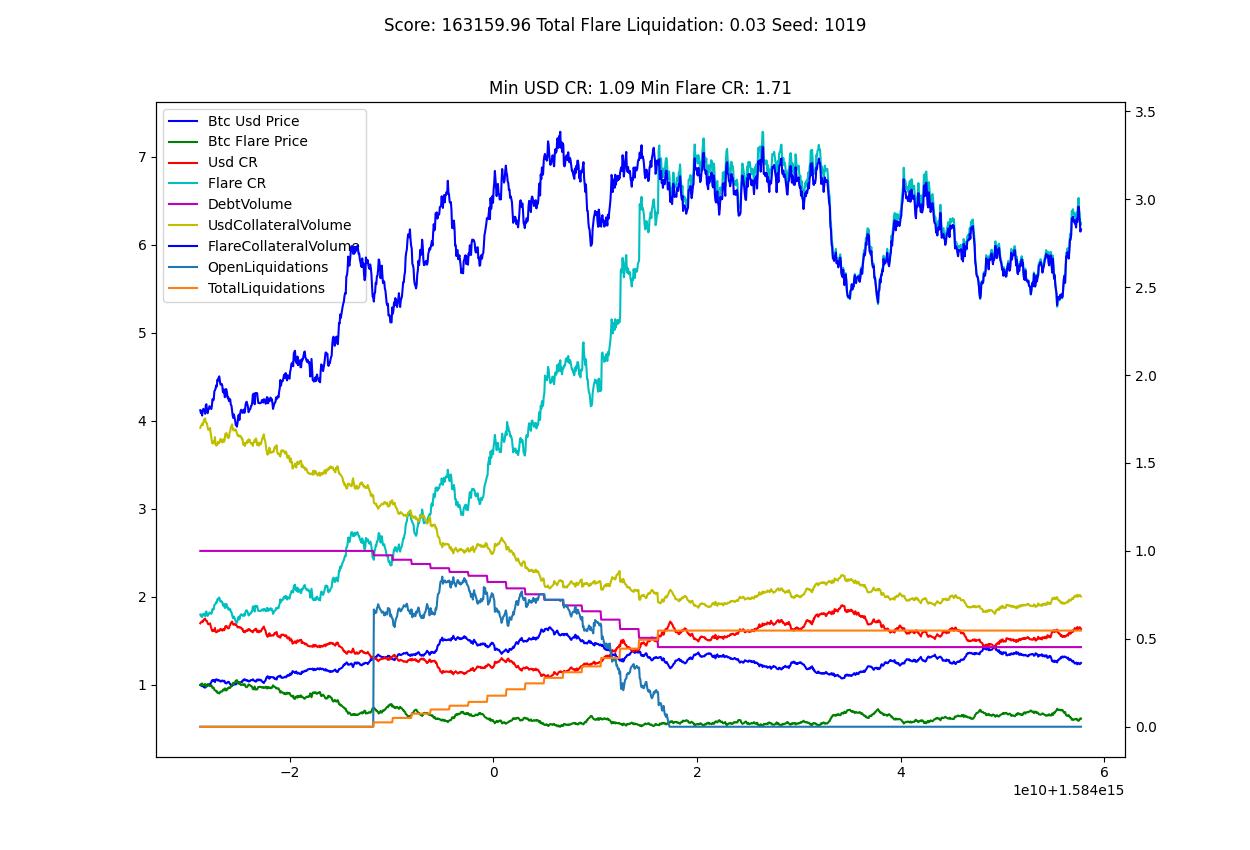 Score: 163159.96 Total Flare Liquidation: 0.03 Seed: 1019
Min USD CR: 1.09 Min Flare CR: 1.71
Btc Usd Price
Btc Flare Price
Usd CR
Flare CR
DebtVolume
UsdCollateralVolume
FlareCollateralVolume
OpenLiquidations
TotalLiquidations
7
6
5
4
3
2
1
3.5
3.0
2.5
2.0
1.5
1.0
0.5
0.0
−2 0 2 4 6
1e10+1.584e15